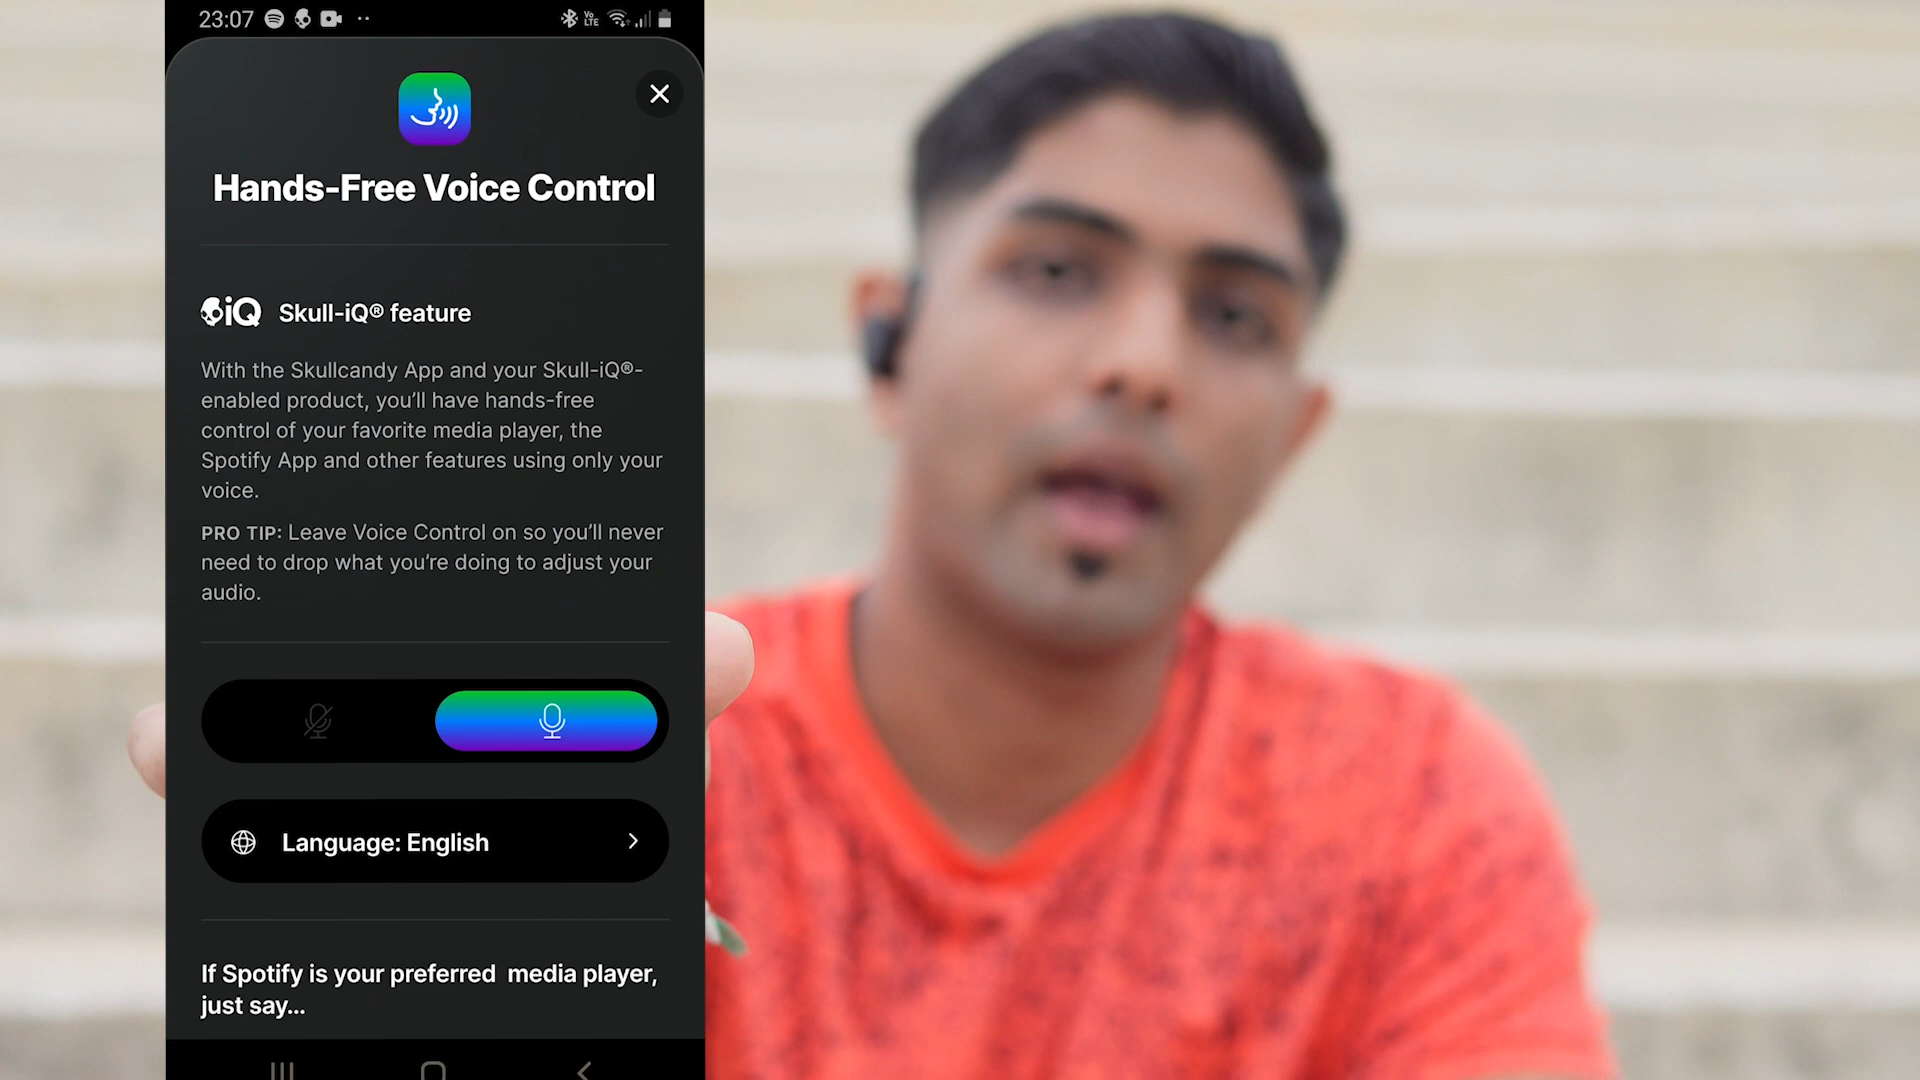 23:07
Vo
LTE
Hands-Free Voice Control
iQ Skull-iQ® feature
With the Skullcandy App and your Skull-iQ®-
enabled product, you’ll have hands-free
control of your favorite media player, the
Spotify App and other features using only your
voice.
PRO TIP: Leave Voice Control on so you’ll never
need to drop what you’re doing to adjust your
audio.
Language: English
If Spotify is your preferred media player,
just say...